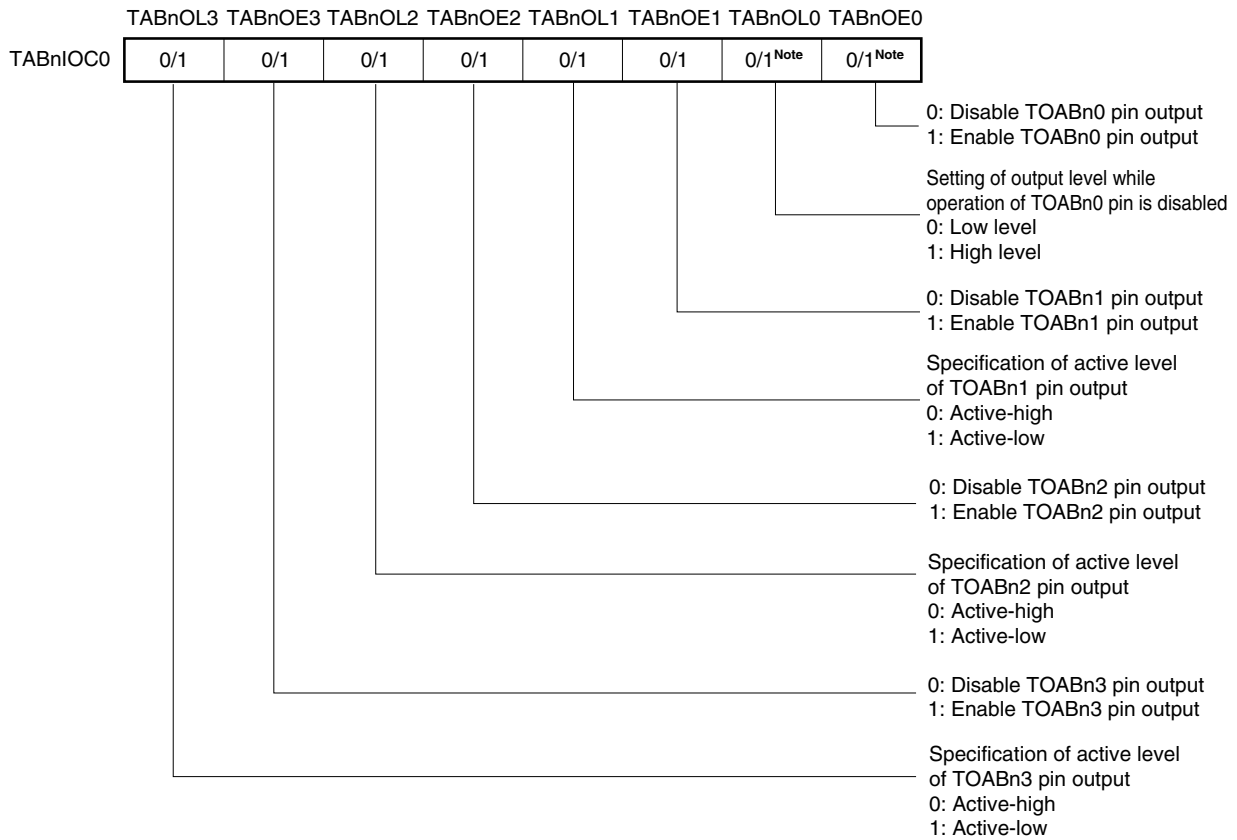 TABnOL3 TABnOE3 TABnOL2 TABnOE2 TABnOL1 TABnOE1 TABnOL0 TABnOE0
TABnIOC0 0/1 0/1 0/1 0/1 0/1 0/1 0/1Note 0/1Note
0: Disable TOABn0 pin output
1: Enable TOABn0 pin output
Setting of output level while
operation of TOABn0 pin is disabled
0: Low level
1: High level
0: Disable TOABn1 pin output
1: Enable TOABn1 pin output
Specification of active level
of TOABn1 pin output
0: Active-high
1: Active-low
0: Disable TOABn2 pin output
1: Enable TOABn2 pin output
Specification of active level
of TOABn2 pin output
0: Active-high
1: Active-low
0: Disable TOABn3 pin output
1: Enable TOABn3 pin output
Specification of active level
of TOABn3 pin output
0: Active-high
1: Active-low